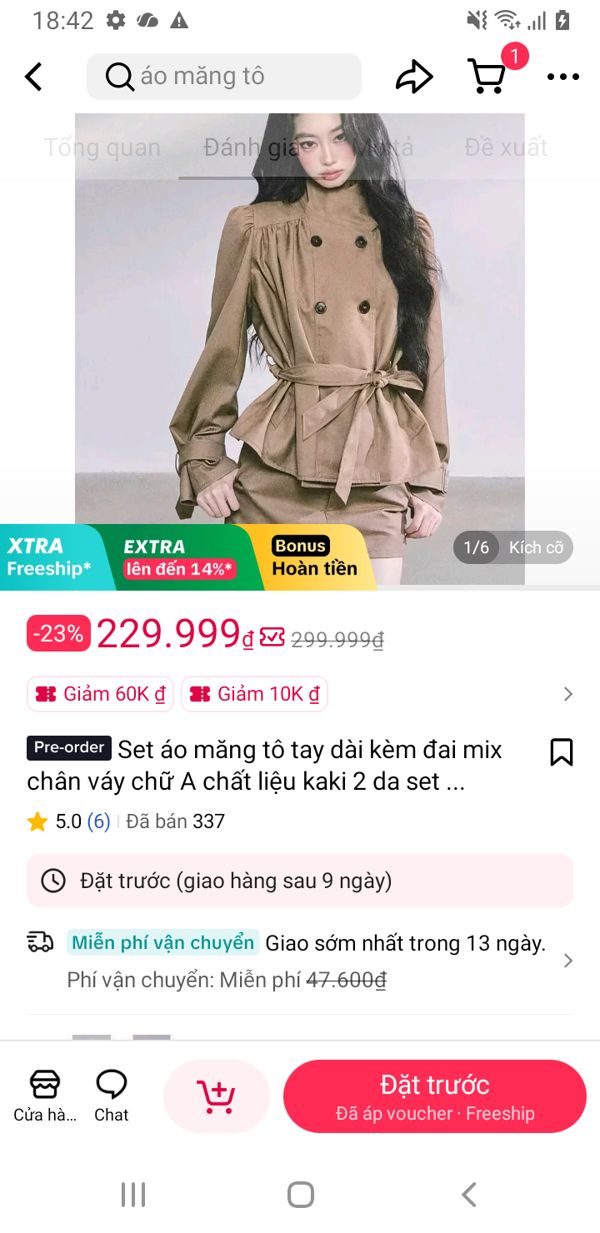 18:42
áo măng tô
1
Tổng quan
Đánh giá
Mô tả
Đề xuất
XTRA
Freeship*
EXTRA
lên đến 14%*
Bonus
Hoàn tiền
1/6
Kích cỡ
-23% 229.999₫ 299.999₫
Giảm 60K ₫ Giảm 10K ₫
Pre-order Set áo măng tô tay dài kèm đai mix
chân váy chữ A chất liệu kaki 2 da set ...
5.0 (6) Đã bán 337
Đặt trước (giao hàng sau 9 ngày)
Miễn phí vận chuyển Giao sớm nhất trong 13 ngày.
Phí vận chuyển: Miễn phí 47.600₫
Cửa hà...
Chat
Đặt trước
Đã áp voucher · Freeship